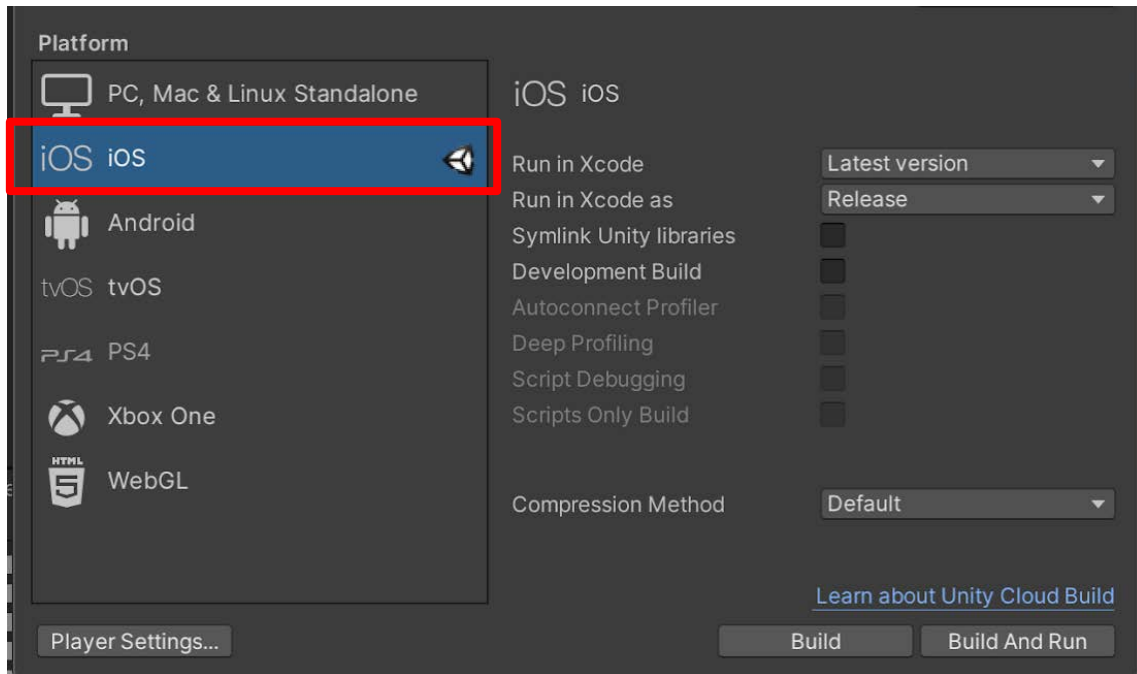 Platform
PC, Mac & Linux Standalone
iOS iOS
Android
tvOS tvOS
PS4 PS4
Xbox One
HTML
5 WebGL
Player Settings...
iOS iOS
Run in Xcode Latest version
Run in Xcode as Release
Symlink Unity libraries
Development Build
Autoconnect Profiler
Deep Profiling
Script Debugging
Scripts Only Build
Compression Method Default
Learn about Unity Cloud Build
Build Build And Run